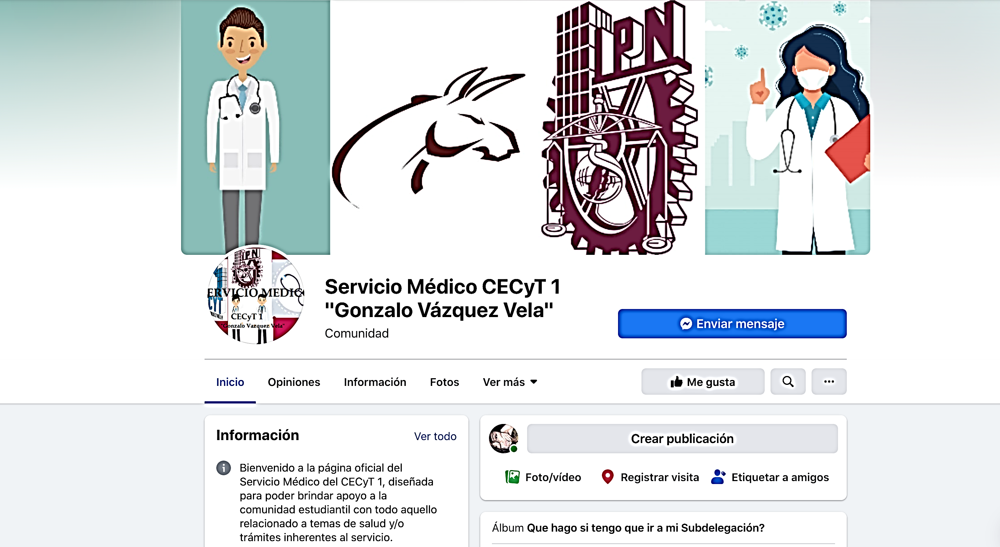 IPN
IPN
ERVICIO MEDIC
CYT
CECyT 1
"Gonzalo Vazquez Vela"
Servicio Médico CECyT 1
"Gonzalo Vázquez Vela"
Comunidad
Enviar mensaje
Inicio Opiniones Información Fotos Ver más Me gusta
Información Ver todo
Bienvenido a la página oficial del
Servicio Médico del CECyT 1, diseñada
para poder brindar apoyo a la
comunidad estudiantil con todo aquello
relacionado a temas de salud y/o
trámites inherentes al servicio.
Crear publicación
Foto/vídeo Registrar visita Etiquetar a amigos
Álbum Que hago si tengo que ir a mi Subdelegación?